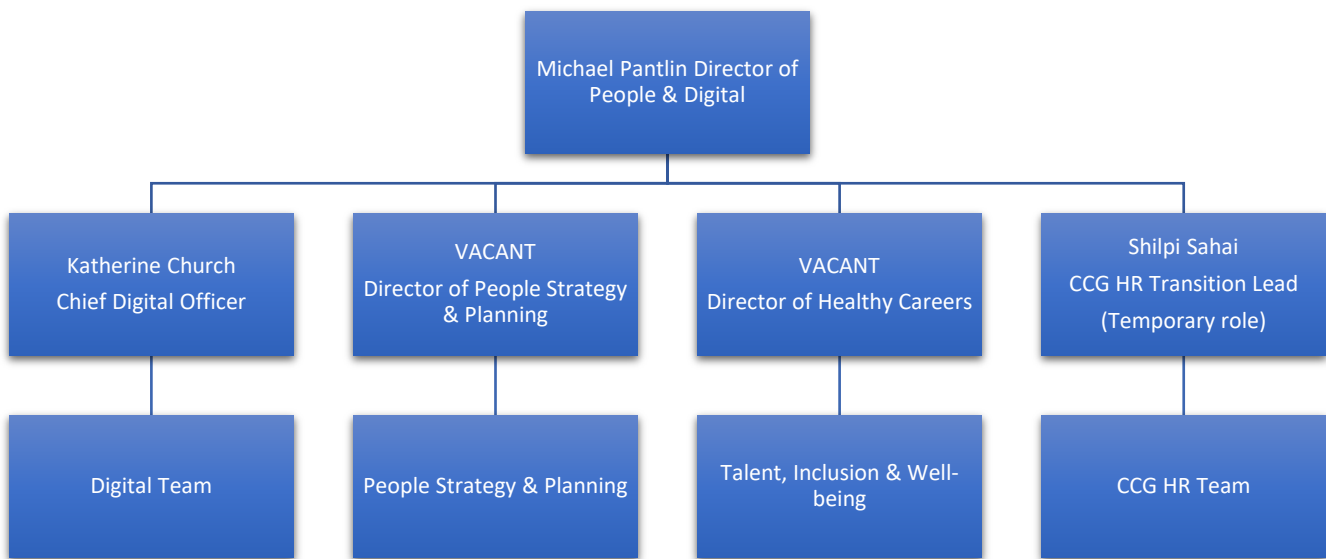 Michael Pantlin Director of
People & Digital
Katherine Church
Chief Digital Officer
VACANT
Director of People Strategy
& Planning
VACANT
Director of Healthy Careers
Shilpi Sahai
CCG HR Transition Lead
(Temporary role)
Digital Team
People Strategy & Planning
Talent, Inclusion & Well-
being
CCG HR Team